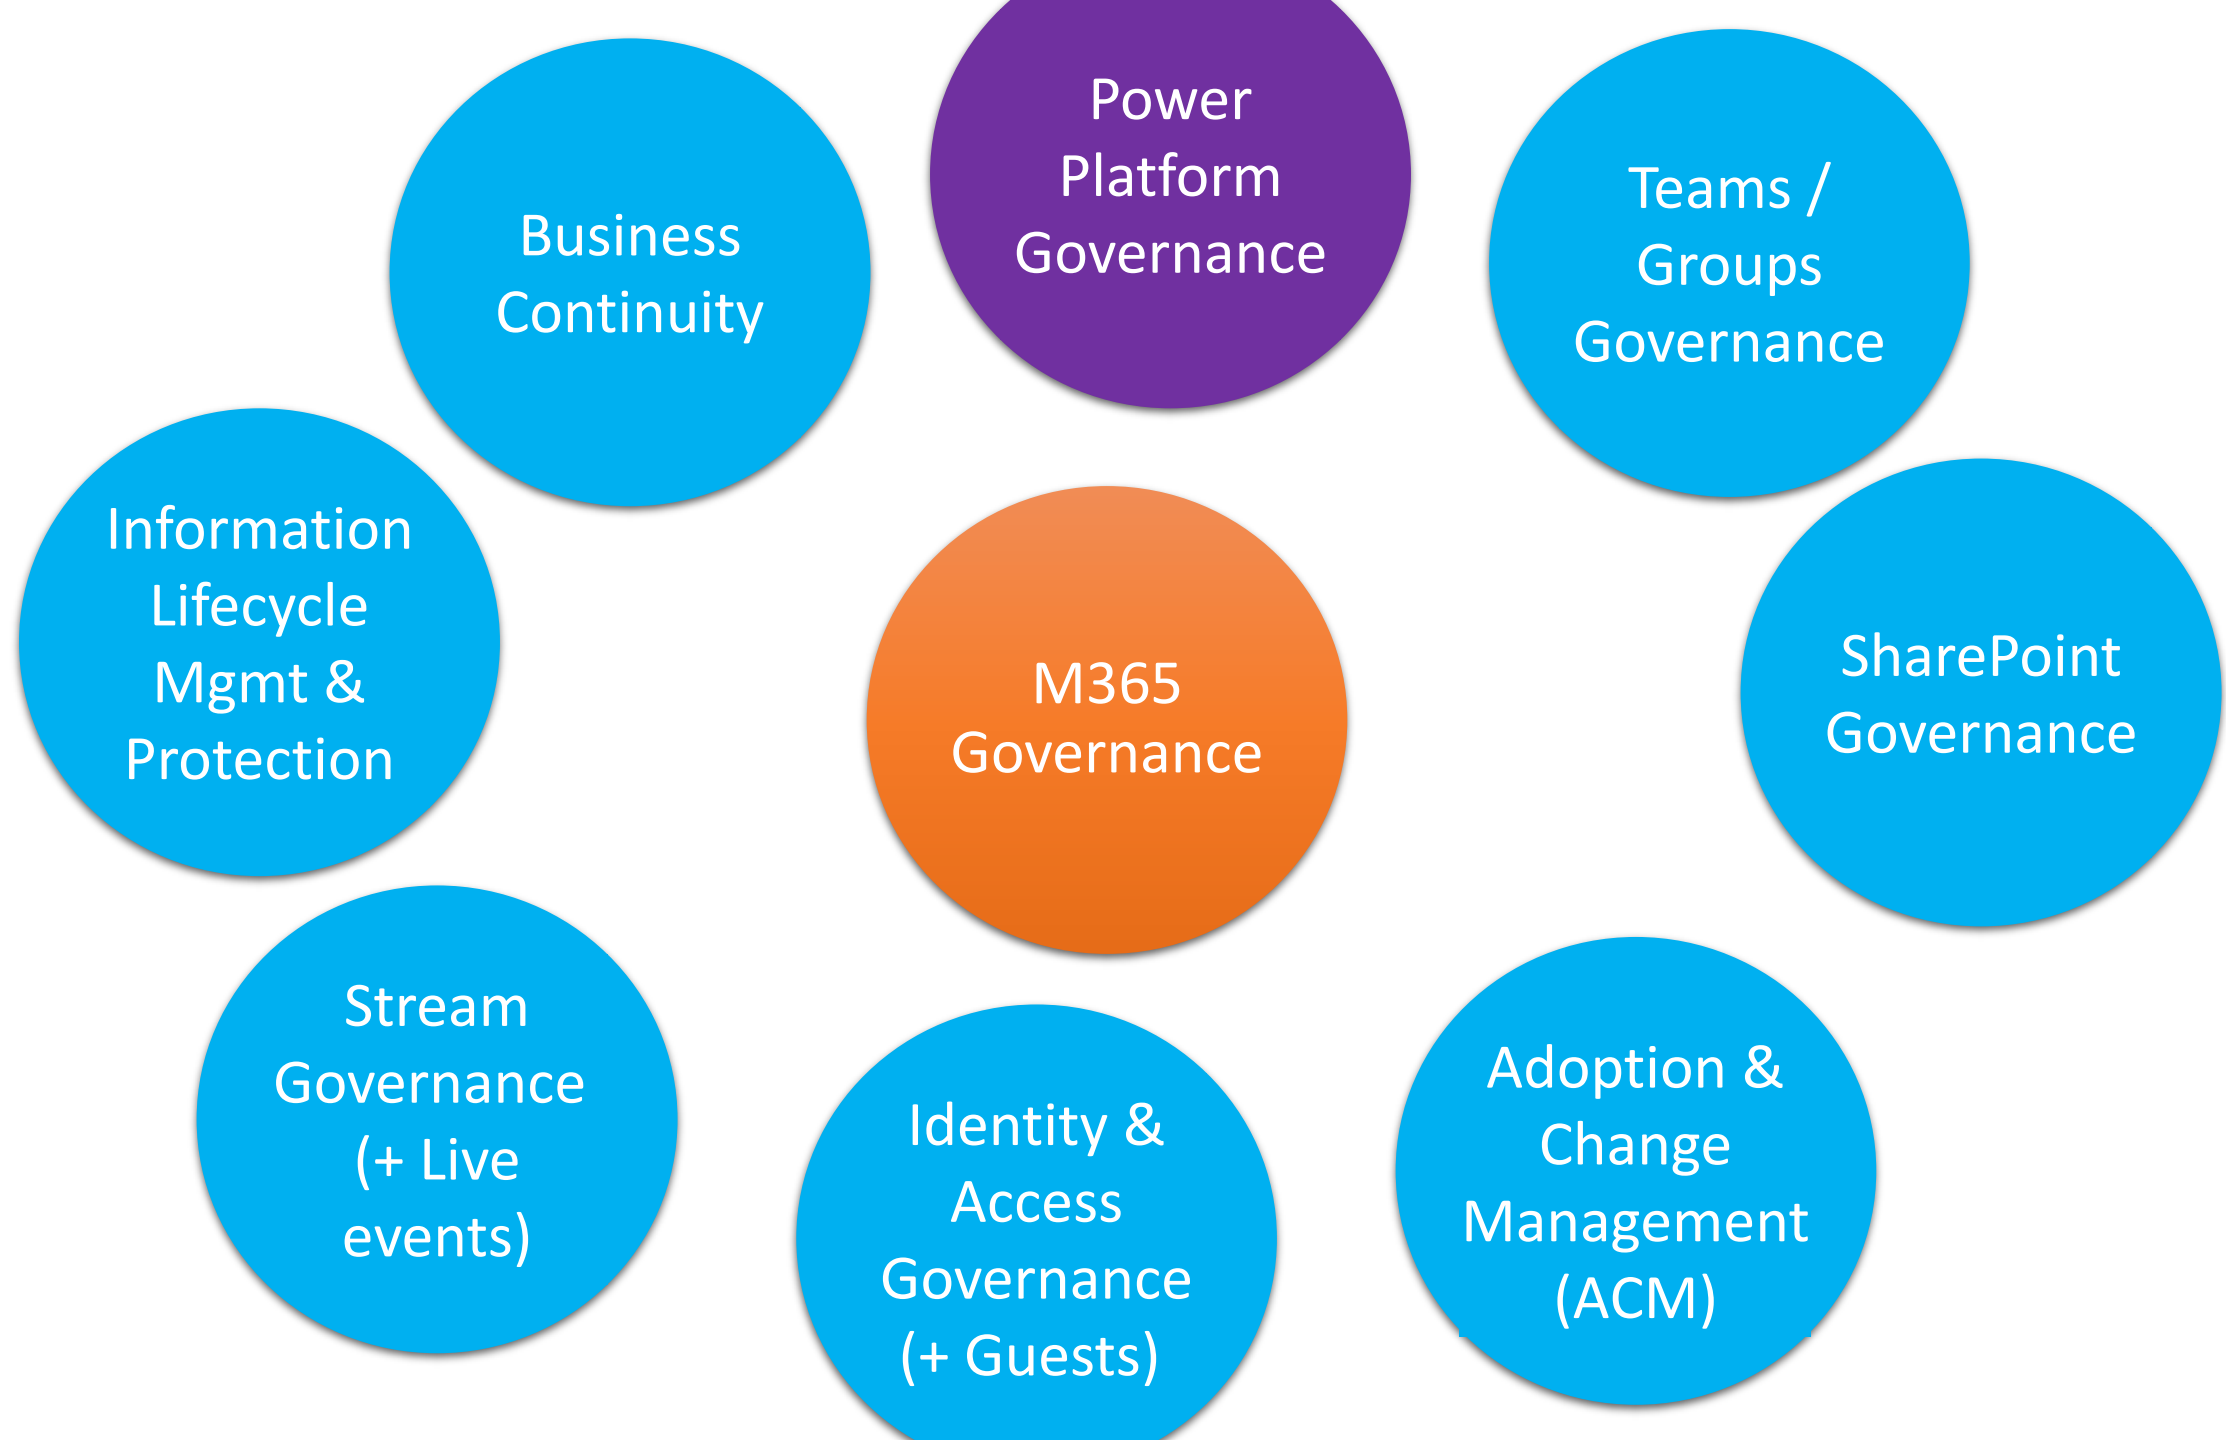 Power
Platform
Governance
Business
Continuity
Teams /
Groups
Governance
Information
Lifecycle
Mgmt &
Protection
M365
Governance
SharePoint
Governance
Stream
Governance
(+ Live
events)
Identity &
Access
Governance
(+ Guests)
Adoption &
Change
Management
(ACM)